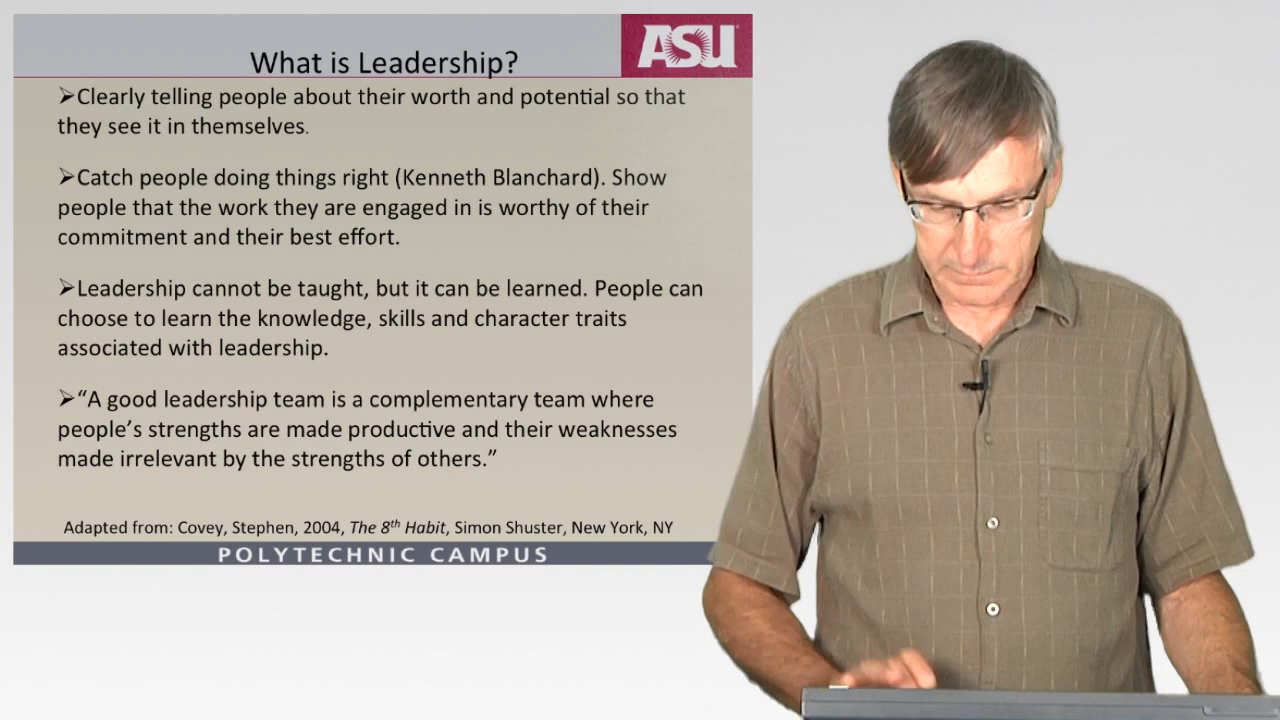 What is Leadership?
ASU
➢Clearly telling people about their worth and potential so that
they see it in themselves.
➢Catch people doing things right (Kenneth Blanchard). Show
people that the work they are engaged in is worthy of their
commitment and their best effort.
➢Leadership cannot be taught, but it can be learned. People can
choose to learn the knowledge, skills and character traits
associated with leadership.
➢“A good leadership team is a complementary team where
people’s strengths are made productive and their weaknesses
made irrelevant by the strengths of others.”
Adapted from: Covey, Stephen, 2004, The 8th Habit, Simon Shuster, New York, NY
POLYTECHNIC CAMPUS